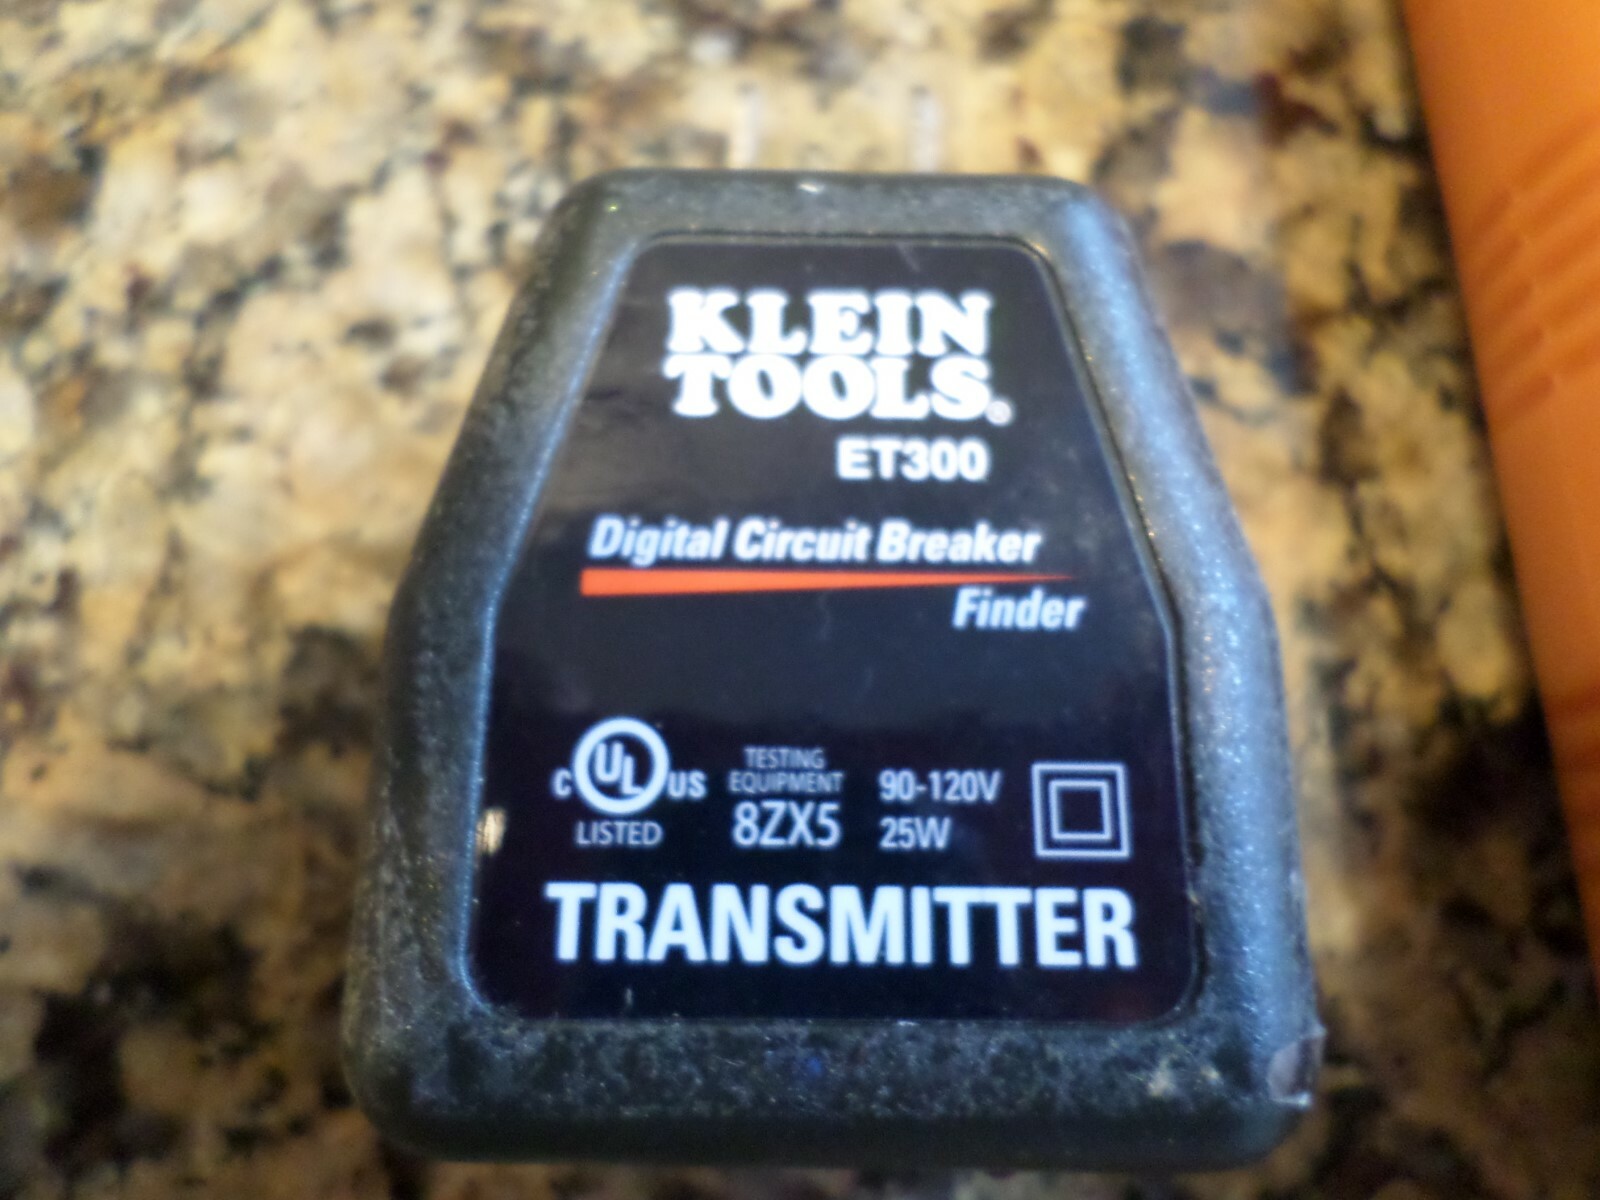 KLEIN
TOOLS®
ET300
Digital Circuit Breaker
Finder
C UL US
LISTED
TESTING
EQUIPMENT
8ZX5
90-120V
25W
TRANSMITTER